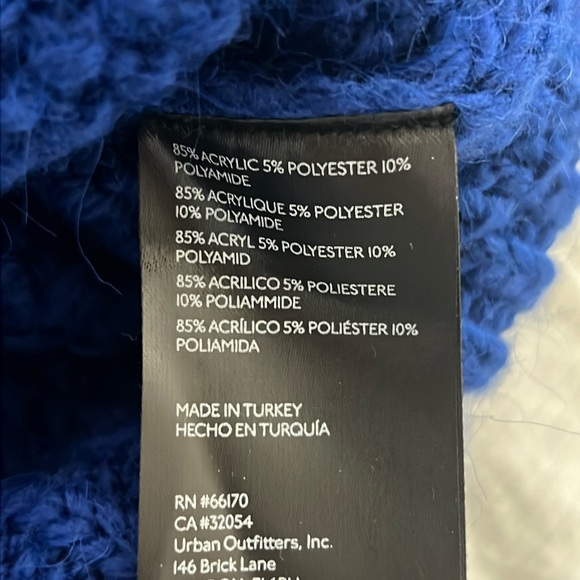 85% ACRYLIC 5% POLYESTER 10%
POLYAMIDE
85% ACRYLIQUE 5% POLYESTER
10% POLYAMIDE
85% ACRYL 5% POLYESTER 10%
POLYAMID
85% ACRILICO 5% POLIESTERE
10% POLIAMMIDE
85% ACRÍLICO 5% POLIÉSTER 10%
POLIAMIDA
MADE IN TURKEY
HECHO EN TURQUÍA
RN #66170
CA #32054
Urban Outfitters, Inc.
146 Brick Lane